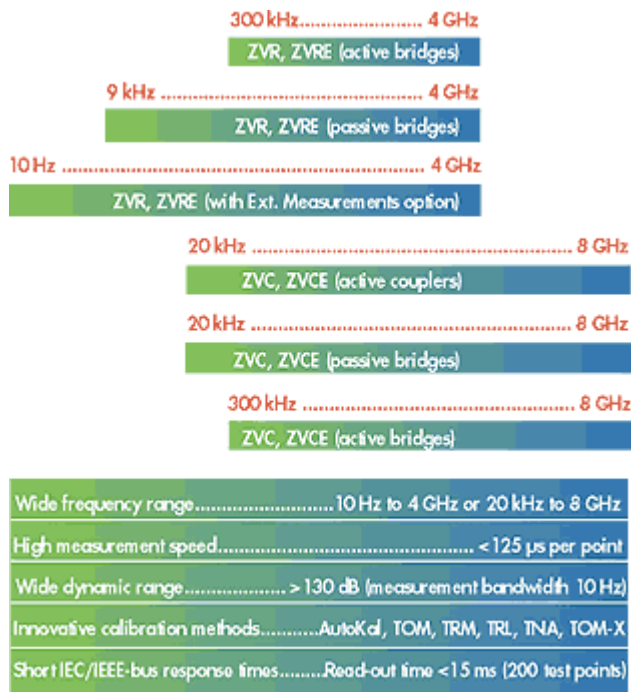 300 kHz........................ 4 GHz
ZVR, ZVRE (active bridges)
9 kHz ........................................ 4 GHz
ZVR, ZVRE (passive bridges)
10 Hz ................................................................ 4 GHz
ZVR, ZVRE (with Ext. Measurements option)
20 kHz......................................................... 8 GHz
ZVC, ZVCE (active couplers)
20 kHz......................................................... 8 GHz
ZVC, ZVCE (passive bridges)
300 kHz ................................................ 8 GHz
ZVC, ZVCE (active bridges)
Wide frequency range.........................10 Hz to 4 GHz or 20 kHz to 8 GHz
High measurement speed.............................................. <125 µs per point
Wide dynamic range................ >130 dB (measurement bandwidth 10 Hz)
Innovative calibration methods...........AutoKal, TOM, TRM, TRL, TNA, TOM-X
Short IEC/IEEE-bus response times........Read-out time <15 ms (200 test points)